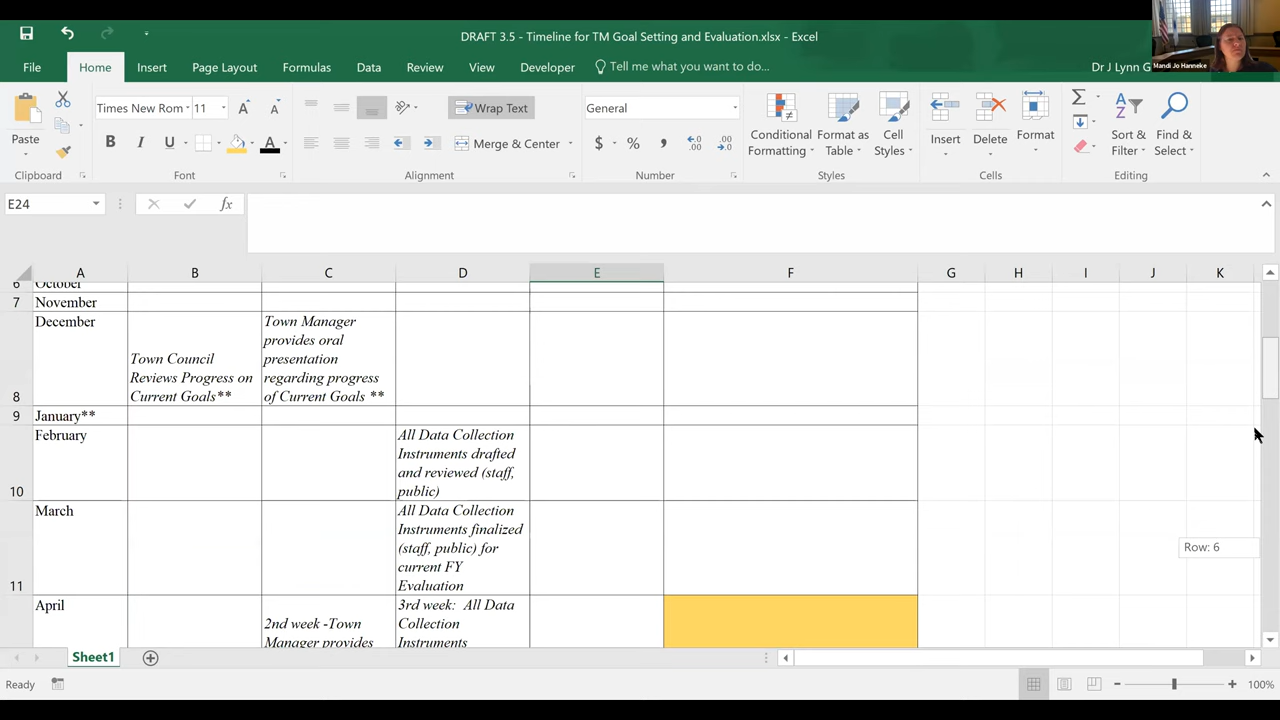 DRAFT 3.5 - Timeline for TM Goal Setting and Evaluation.xlsx - Excel
Dr J Lynn G
Mandi Jo Hanneke
File Home Insert Page Layout Formulas Data Review View Developer Tell me what you want to do...
Times New Rom 11
Wrap Text
General
Paste
B I U
Merge & Center
$ % ,
Conditional
Formatting
Format as
Table
Cell
Styles
Insert
Delete
Format
Sort &
Filter
Find &
Select
Clipboard Font Alignment Number Styles Cells Editing
E24
fx
A B C D E F G H I J K
6 October
7 November
8 December
Town Council
Reviews Progress on
Current Goals**
Town Manager
provides oral
presentation
regarding progress
of Current Goals **
9 January**
10 February
All Data Collection
Instruments drafted
and reviewed (staff,
public)
11 March
All Data Collection
Instruments finalized
(staff, public) for
current FY
Evaluation
April
2nd week -Town
Manager provides
3rd week: All Data
Collection
Instruments
Row: 6
Sheet1
Ready
100%